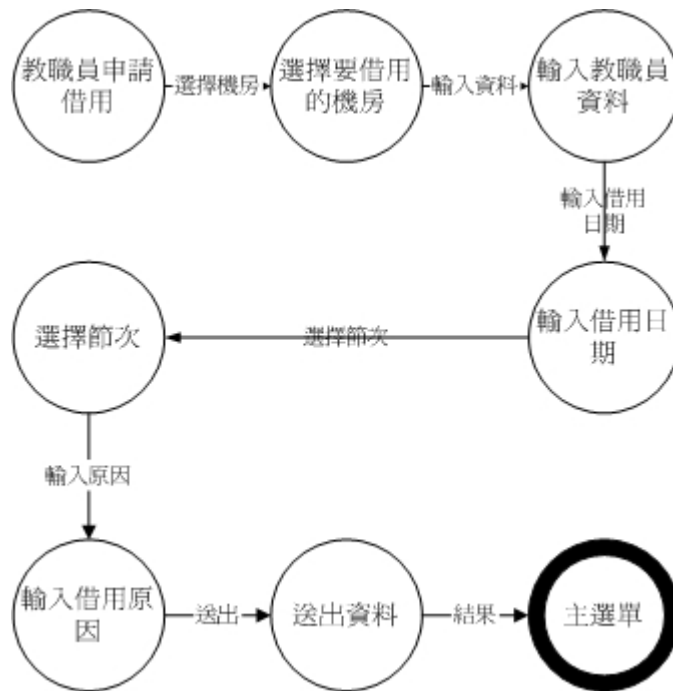 教職員申請
借用
選擇機房
選擇要借用
的機房
輸入資料
輸入教職員
資料
輸入借用
日期
輸入借用日
期
選擇節次
選擇節次
輸入原因
輸入借用原
因
送出
送出資料
結果
主選單